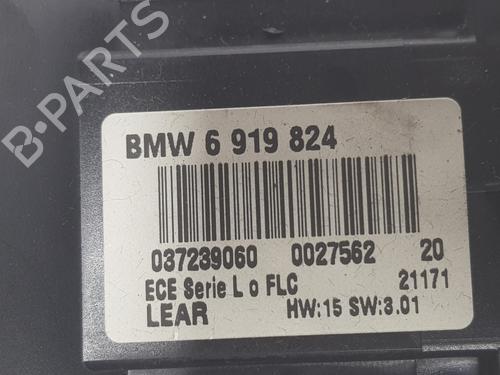 B-PARTS
BMW 6 919 824
037239060 0027562 20
ECE Serie L o FLC 21171
LEAR HW:15 SW:3.01